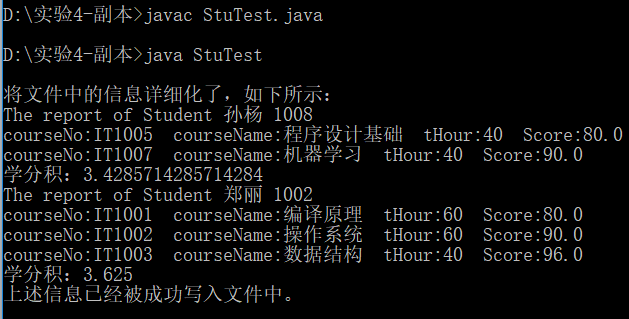 D:\实验4-副本>javac StuTest.java
D:\实验4-副本>java StuTest
将文件中的信息详细化了，如下所示：
The report of Student 孙杨 1008
courseNo:IT1005  courseName:程序设计基础  tHour:40  Score:80.0
courseNo:IT1007  courseName:机器学习  tHour:40  Score:90.0
学分积：3.4285714285714284
The report of Student 郑丽 1002
courseNo:IT1001  courseName:编译原理  tHour:60  Score:80.0
courseNo:IT1002  courseName:操作系统  tHour:60  Score:90.0
courseNo:IT1003  courseName:数据结构  tHour:40  Score:96.0
学分积：3.625
上述信息已经被成功写入文件中。